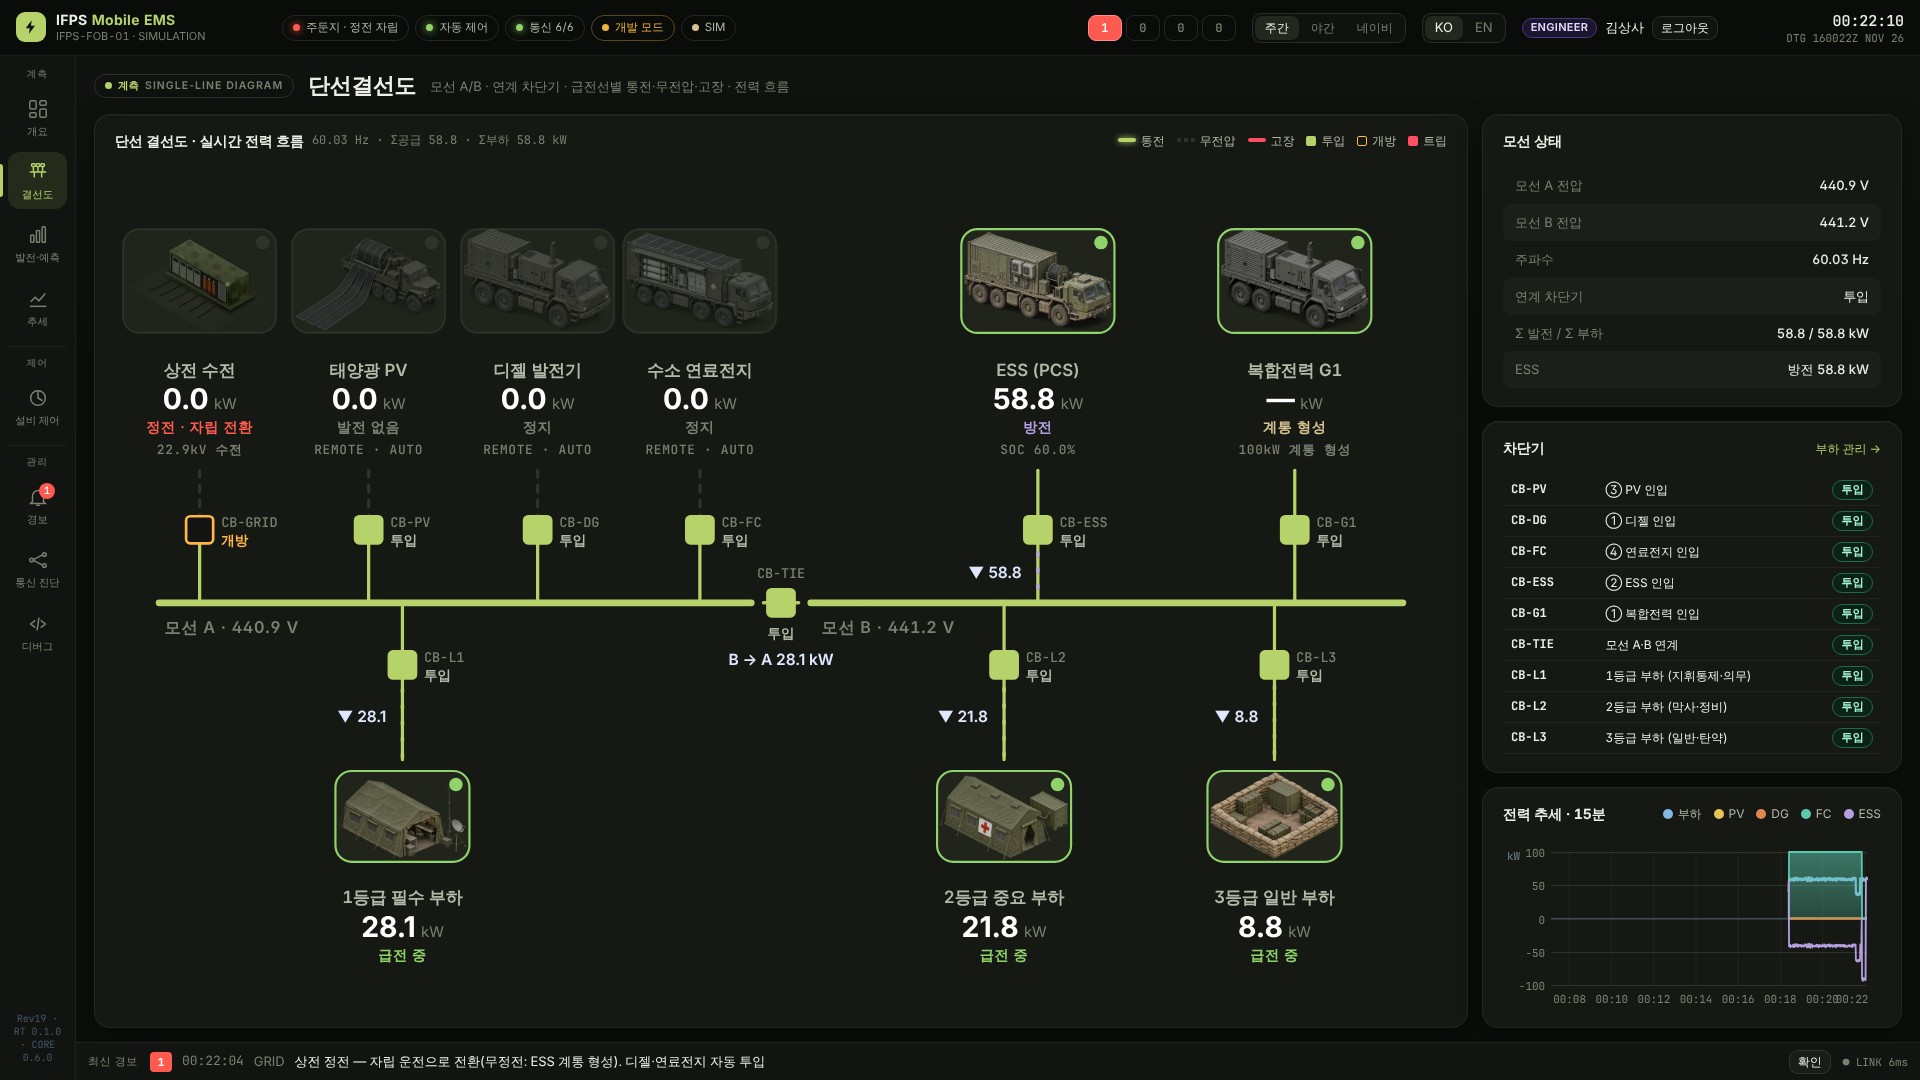 IFPS Mobile EMS
IFPS-FOB-01 · SIMULATION
주둔지 · 정전 자립
자동 제어
통신 6/6
개발 모드
SIM
1 0 0 0
주간 야간 네이비
KO EN
ENGINEER 김상사 로그아웃
00:22:10
DTG 160022Z NOV 26
계측
개요
결선도
발전·예측
추세
제어
설비 제어
관리
1
경보
통신 진단
디버그
Rev19 ·
RT 0.1.0
· CORE
0.6.0
계측 SINGLE-LINE DIAGRAM
단선결선도
모선 A/B · 연계 차단기 · 급전선별 통전·무전압·고장 · 전력 흐름
단선 결선도 · 실시간 전력 흐름 60.03 Hz · Σ공급 58.8 · Σ부하 58.8 kW
통전 무전압 고장 투입 개방 트립
상전 수전
0.0 kW
정전 · 자립 전환
22.9kV 수전
태양광 PV
0.0 kW
발전 없음
REMOTE · AUTO
디젤 발전기
0.0 kW
정지
REMOTE · AUTO
수소 연료전지
0.0 kW
정지
REMOTE · AUTO
ESS (PCS)
58.8 kW
방전
SOC 60.0%
복합전력 G1
— kW
계통 형성
100kW 계통 형성
CB-GRID
개방
CB-PV
투입
CB-DG
투입
CB-FC
투입
CB-ESS
투입
CB-G1
투입
▼ 58.8
CB-TIE
투입
모선 A · 440.9 V
모선 B · 441.2 V
B → A 28.1 kW
CB-L1
투입
CB-L2
투입
CB-L3
투입
▼ 28.1
▼ 21.8
▼ 8.8
1등급 필수 부하
28.1 kW
급전 중
2등급 중요 부하
21.8 kW
급전 중
3등급 일반 부하
8.8 kW
급전 중
모선 상태
모선 A 전압 440.9 V
모선 B 전압 441.2 V
주파수 60.03 Hz
연계 차단기 투입
Σ 발전 / Σ 부하 58.8 / 58.8 kW
ESS 방전 58.8 kW
차단기 부하 관리 →
CB-PV ③ PV 인입 투입
CB-DG ① 디젤 인입 투입
CB-FC ④ 연료전지 인입 투입
CB-ESS ② ESS 인입 투입
CB-G1 ① 복합전력 인입 투입
CB-TIE 모선 A·B 연계 투입
CB-L1 1등급 부하 (지휘통제·의무) 투입
CB-L2 2등급 부하 (막사·정비) 투입
CB-L3 3등급 부하 (일반·탄약) 투입
전력 추세 · 15분
부하 PV DG FC ESS
kW 100
50
0
-50
-100
00:08 00:10 00:12 00:14 00:16 00:18 00:20 00:22
최신 경보 1 00:22:04 GRID 상전 정전 — 자립 운전으로 전환(무정전: ESS 계통 형성). 디젤·연료전지 자동 투입
확인 LINK 6ms